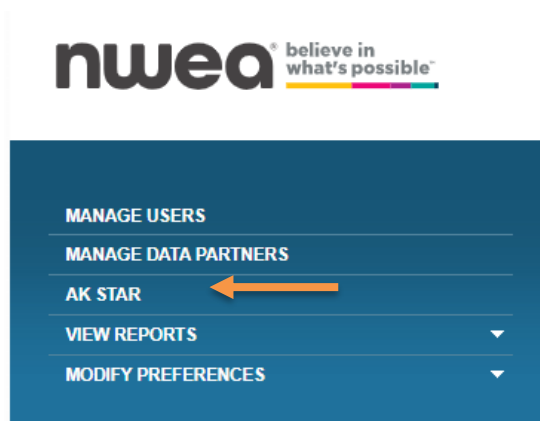 nwea® believe in
what's possible™
MANAGE USERS
MANAGE DATA PARTNERS
AK STAR
VIEW REPORTS
MODIFY PREFERENCES